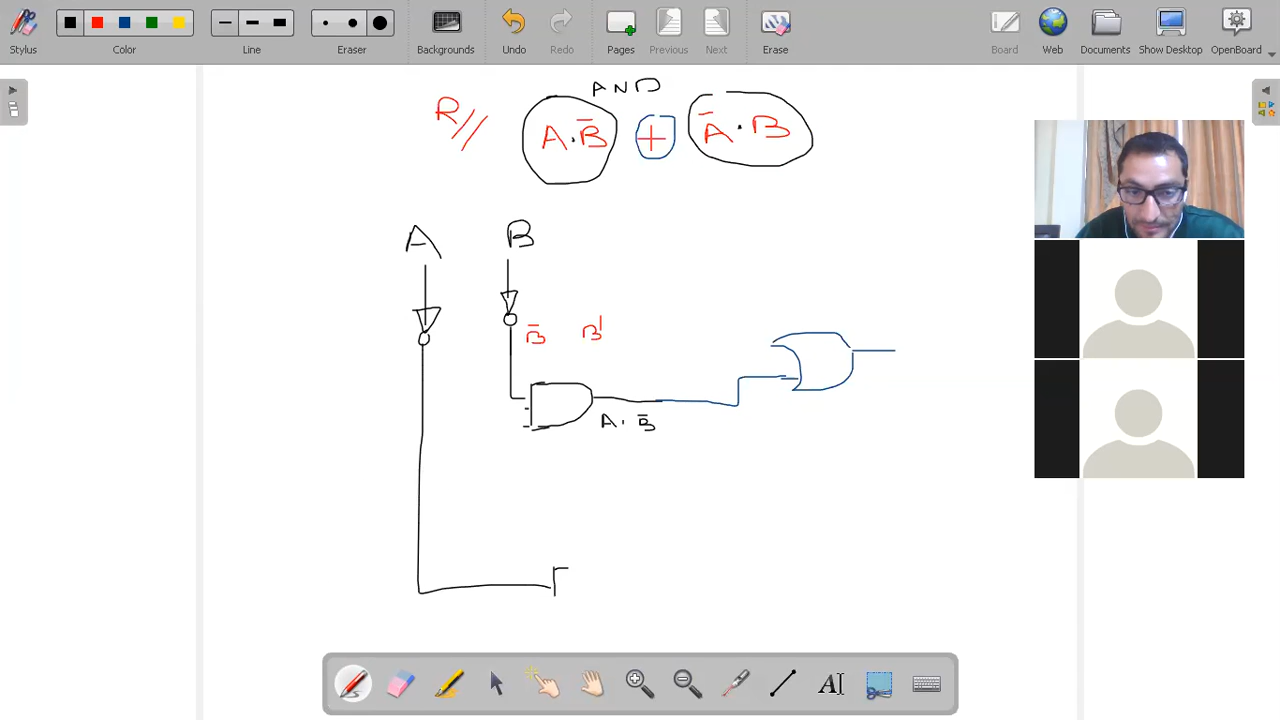 Stylus Color Line Eraser Backgrounds Undo Redo Pages Previous Next Erase Board Web Documents Show Desktop OpenBoard
AND
R// A·B̄ + Ā·B
A B
B̄ B'
A·B̄